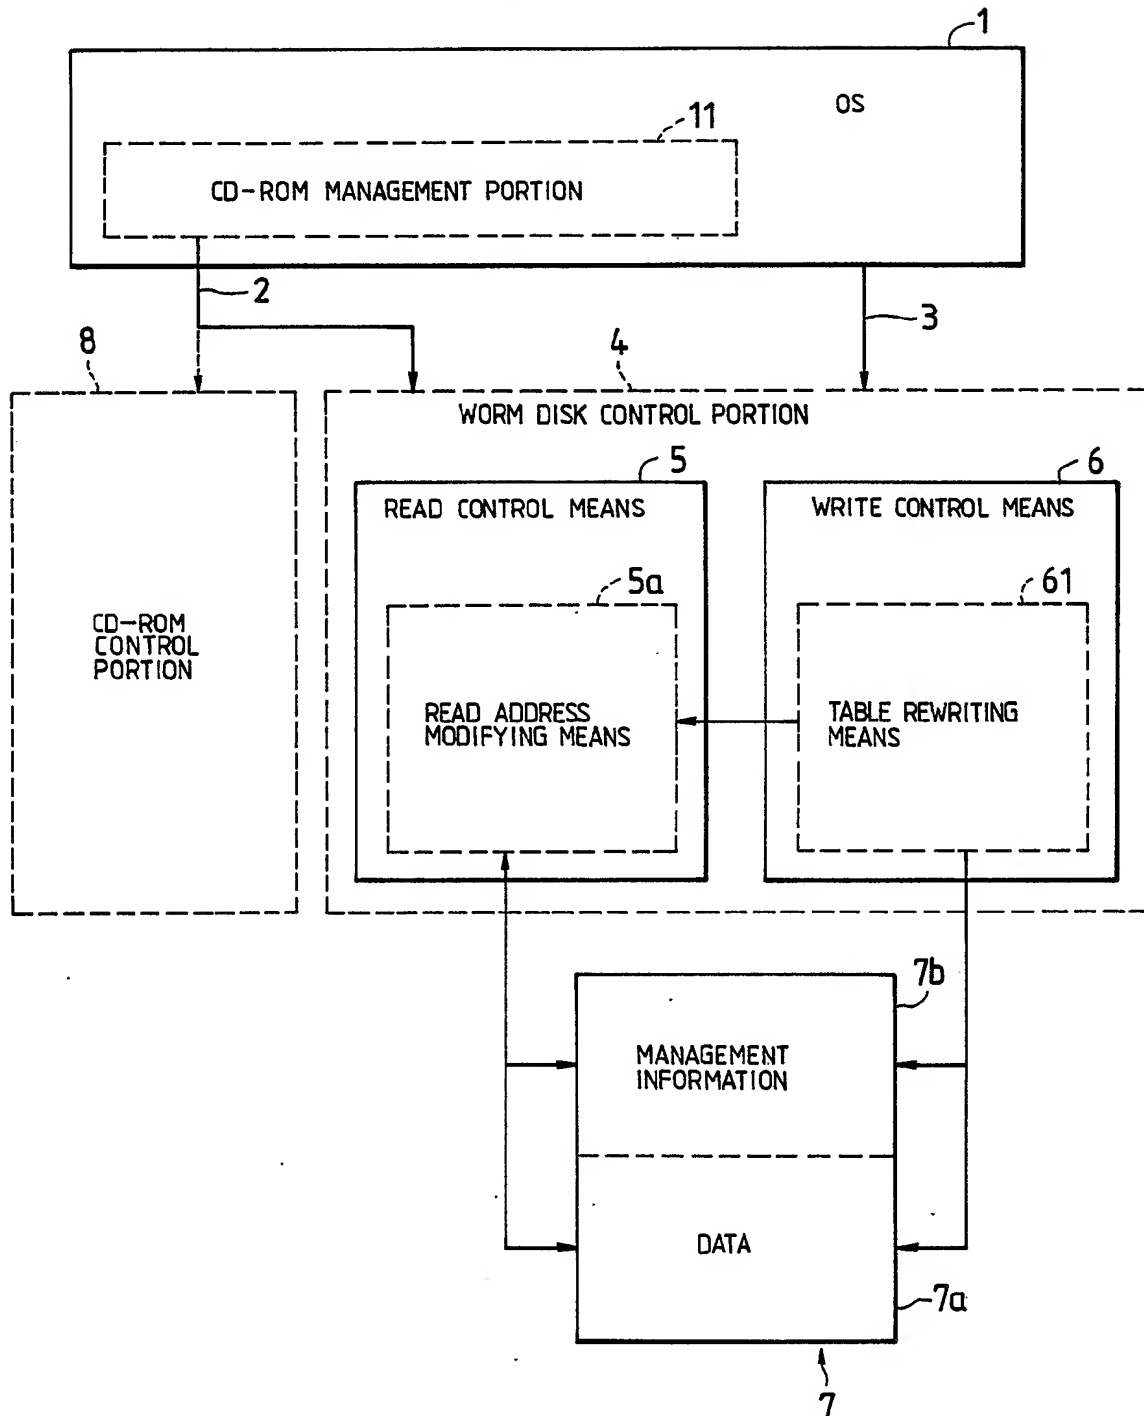 1
OS
11
CD-ROM MANAGEMENT PORTION
2
3
8
4
WORM DISK CONTROL PORTION
5
6
READ CONTROL MEANS
WRITE CONTROL MEANS
5a
61
CD-ROM
CONTROL
PORTION
READ ADDRESS
MODIFYING MEANS
TABLE REWRITING
MEANS
7b
MANAGEMENT
INFORMATION
DATA
7a
7